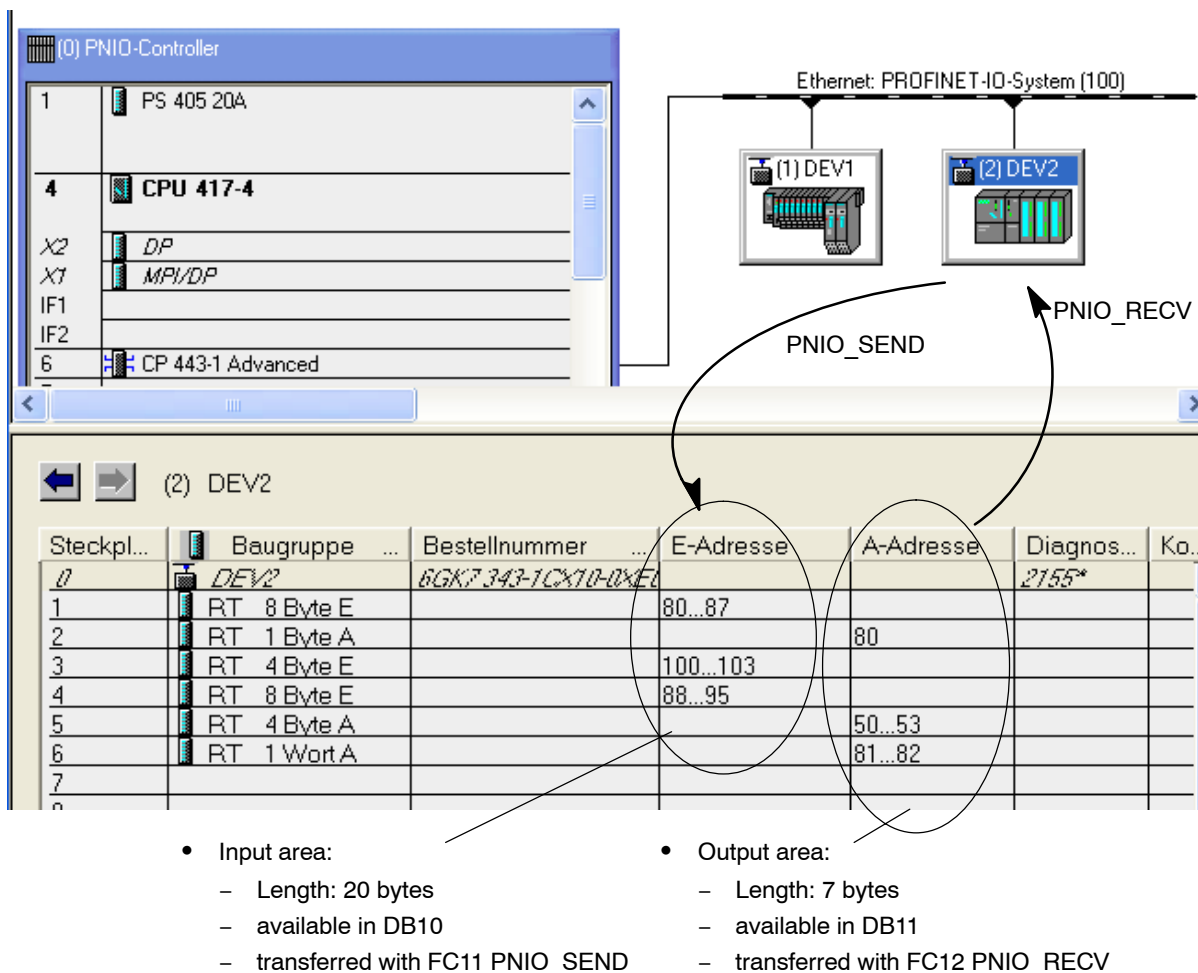 (0) PNIO-Controller
1 PS 405 20A
4 CPU 417-4
X2 DP
X1 MPI/DP
IF1
IF2
6 CP 443-1 Advanced
Ethernet: PROFINET-IO-System (100)
(1) DEV1
(2) DEV2
PNIO_SEND
PNIO_RECV
(2) DEV2
Steckpl... Baugruppe ... Bestellnummer ... E-Adresse A-Adresse Diagnos... Ko...
0 DEV2 6GK7 343-1CX10-0XE0 2155*
1 RT 8 Byte E 80...87
2 RT 1 Byte A 80
3 RT 4 Byte E 100...103
4 RT 8 Byte E 88...95
5 RT 4 Byte A 50...53
6 RT 1 Wort A 81...82
7
• Input area:
– Length: 20 bytes
– available in DB10
– transferred with FC11 PNIO_SEND
• Output area:
– Length: 7 bytes
– available in DB11
– transferred with FC12 PNIO_RECV